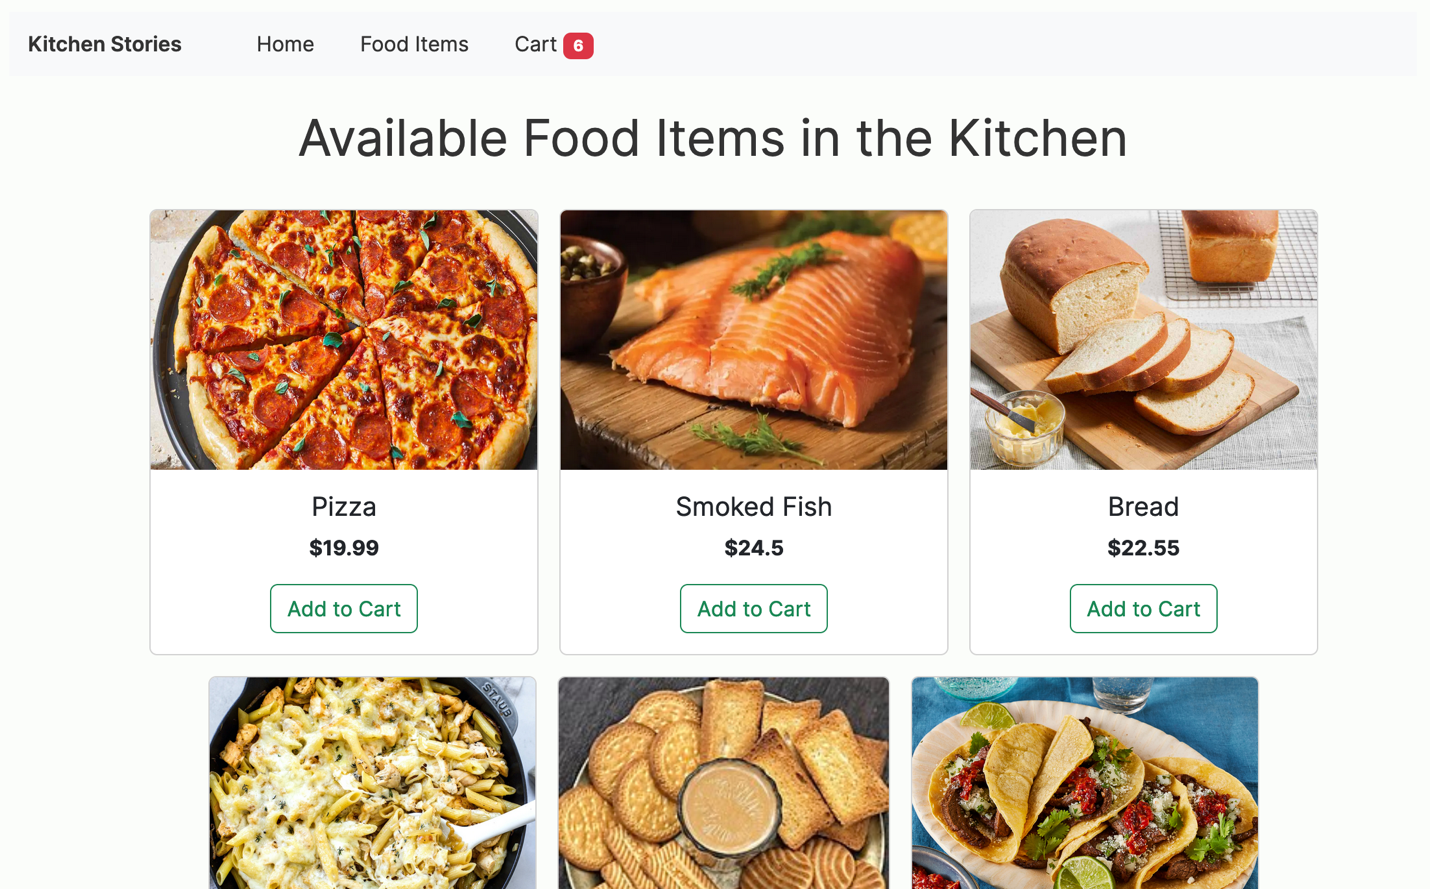 Kitchen Stories Home Food Items Cart 6
Available Food Items in the Kitchen
Pizza Smoked Fish Bread
$19.99 $24.5 $22.55
Add to Cart Add to Cart Add to Cart
STAUB